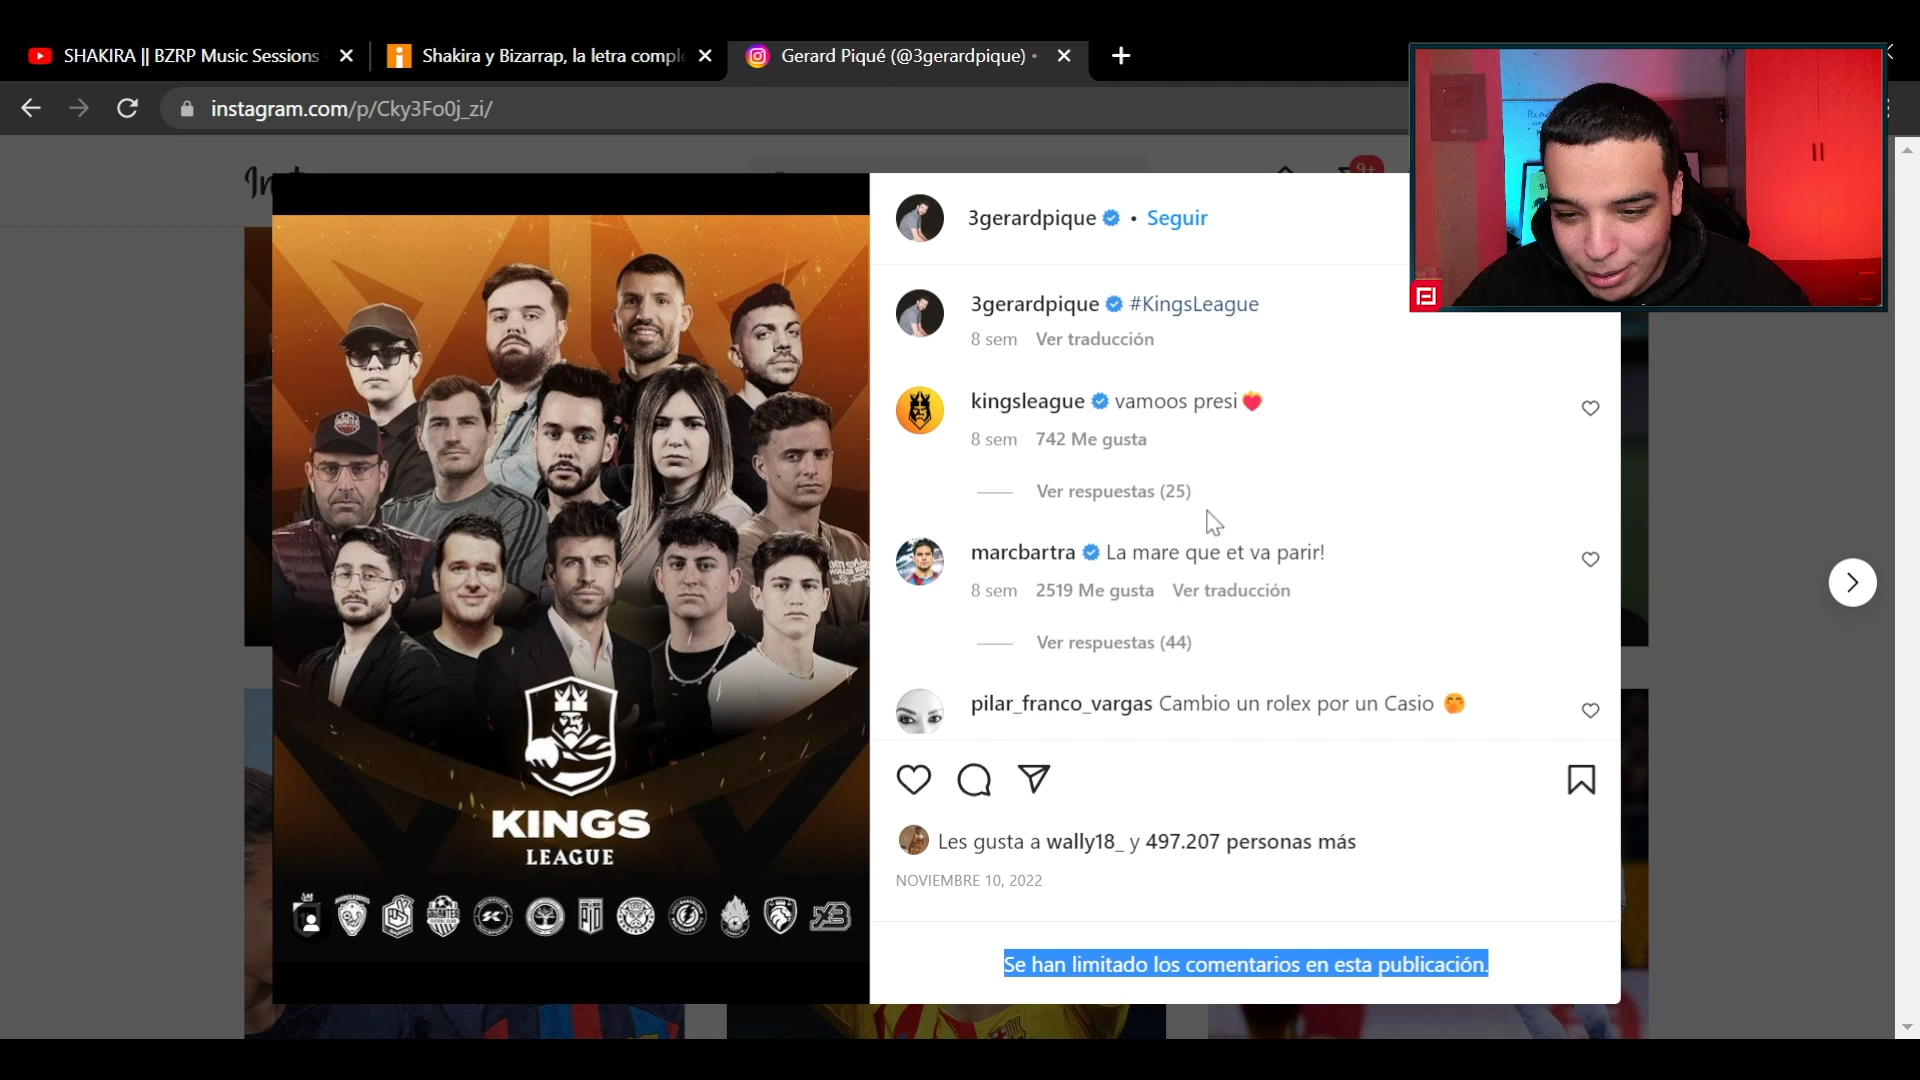 SHAKIRA || BZRP Music Sessions
Shakira y Bizarrap, la letra comple
Gerard Piqué (@3gerardpique) •
instagram.com/p/Cky3Fo0j_zi/
9+
3gerardpique • Seguir
3gerardpique #KingsLeague
8 sem Ver traducción
kingsleague vamoos presi❤️
8 sem 742 Me gusta
Ver respuestas (25)
marcbartra La mare que et va parir!
8 sem 2519 Me gusta Ver traducción
Ver respuestas (44)
pilar_franco_vargas Cambio un rolex por un Casio 🤭
KINGS
LEAGUE
Les gusta a wally18_ y 497.207 personas más
NOVIEMBRE 10, 2022
Se han limitado los comentarios en esta publicación.